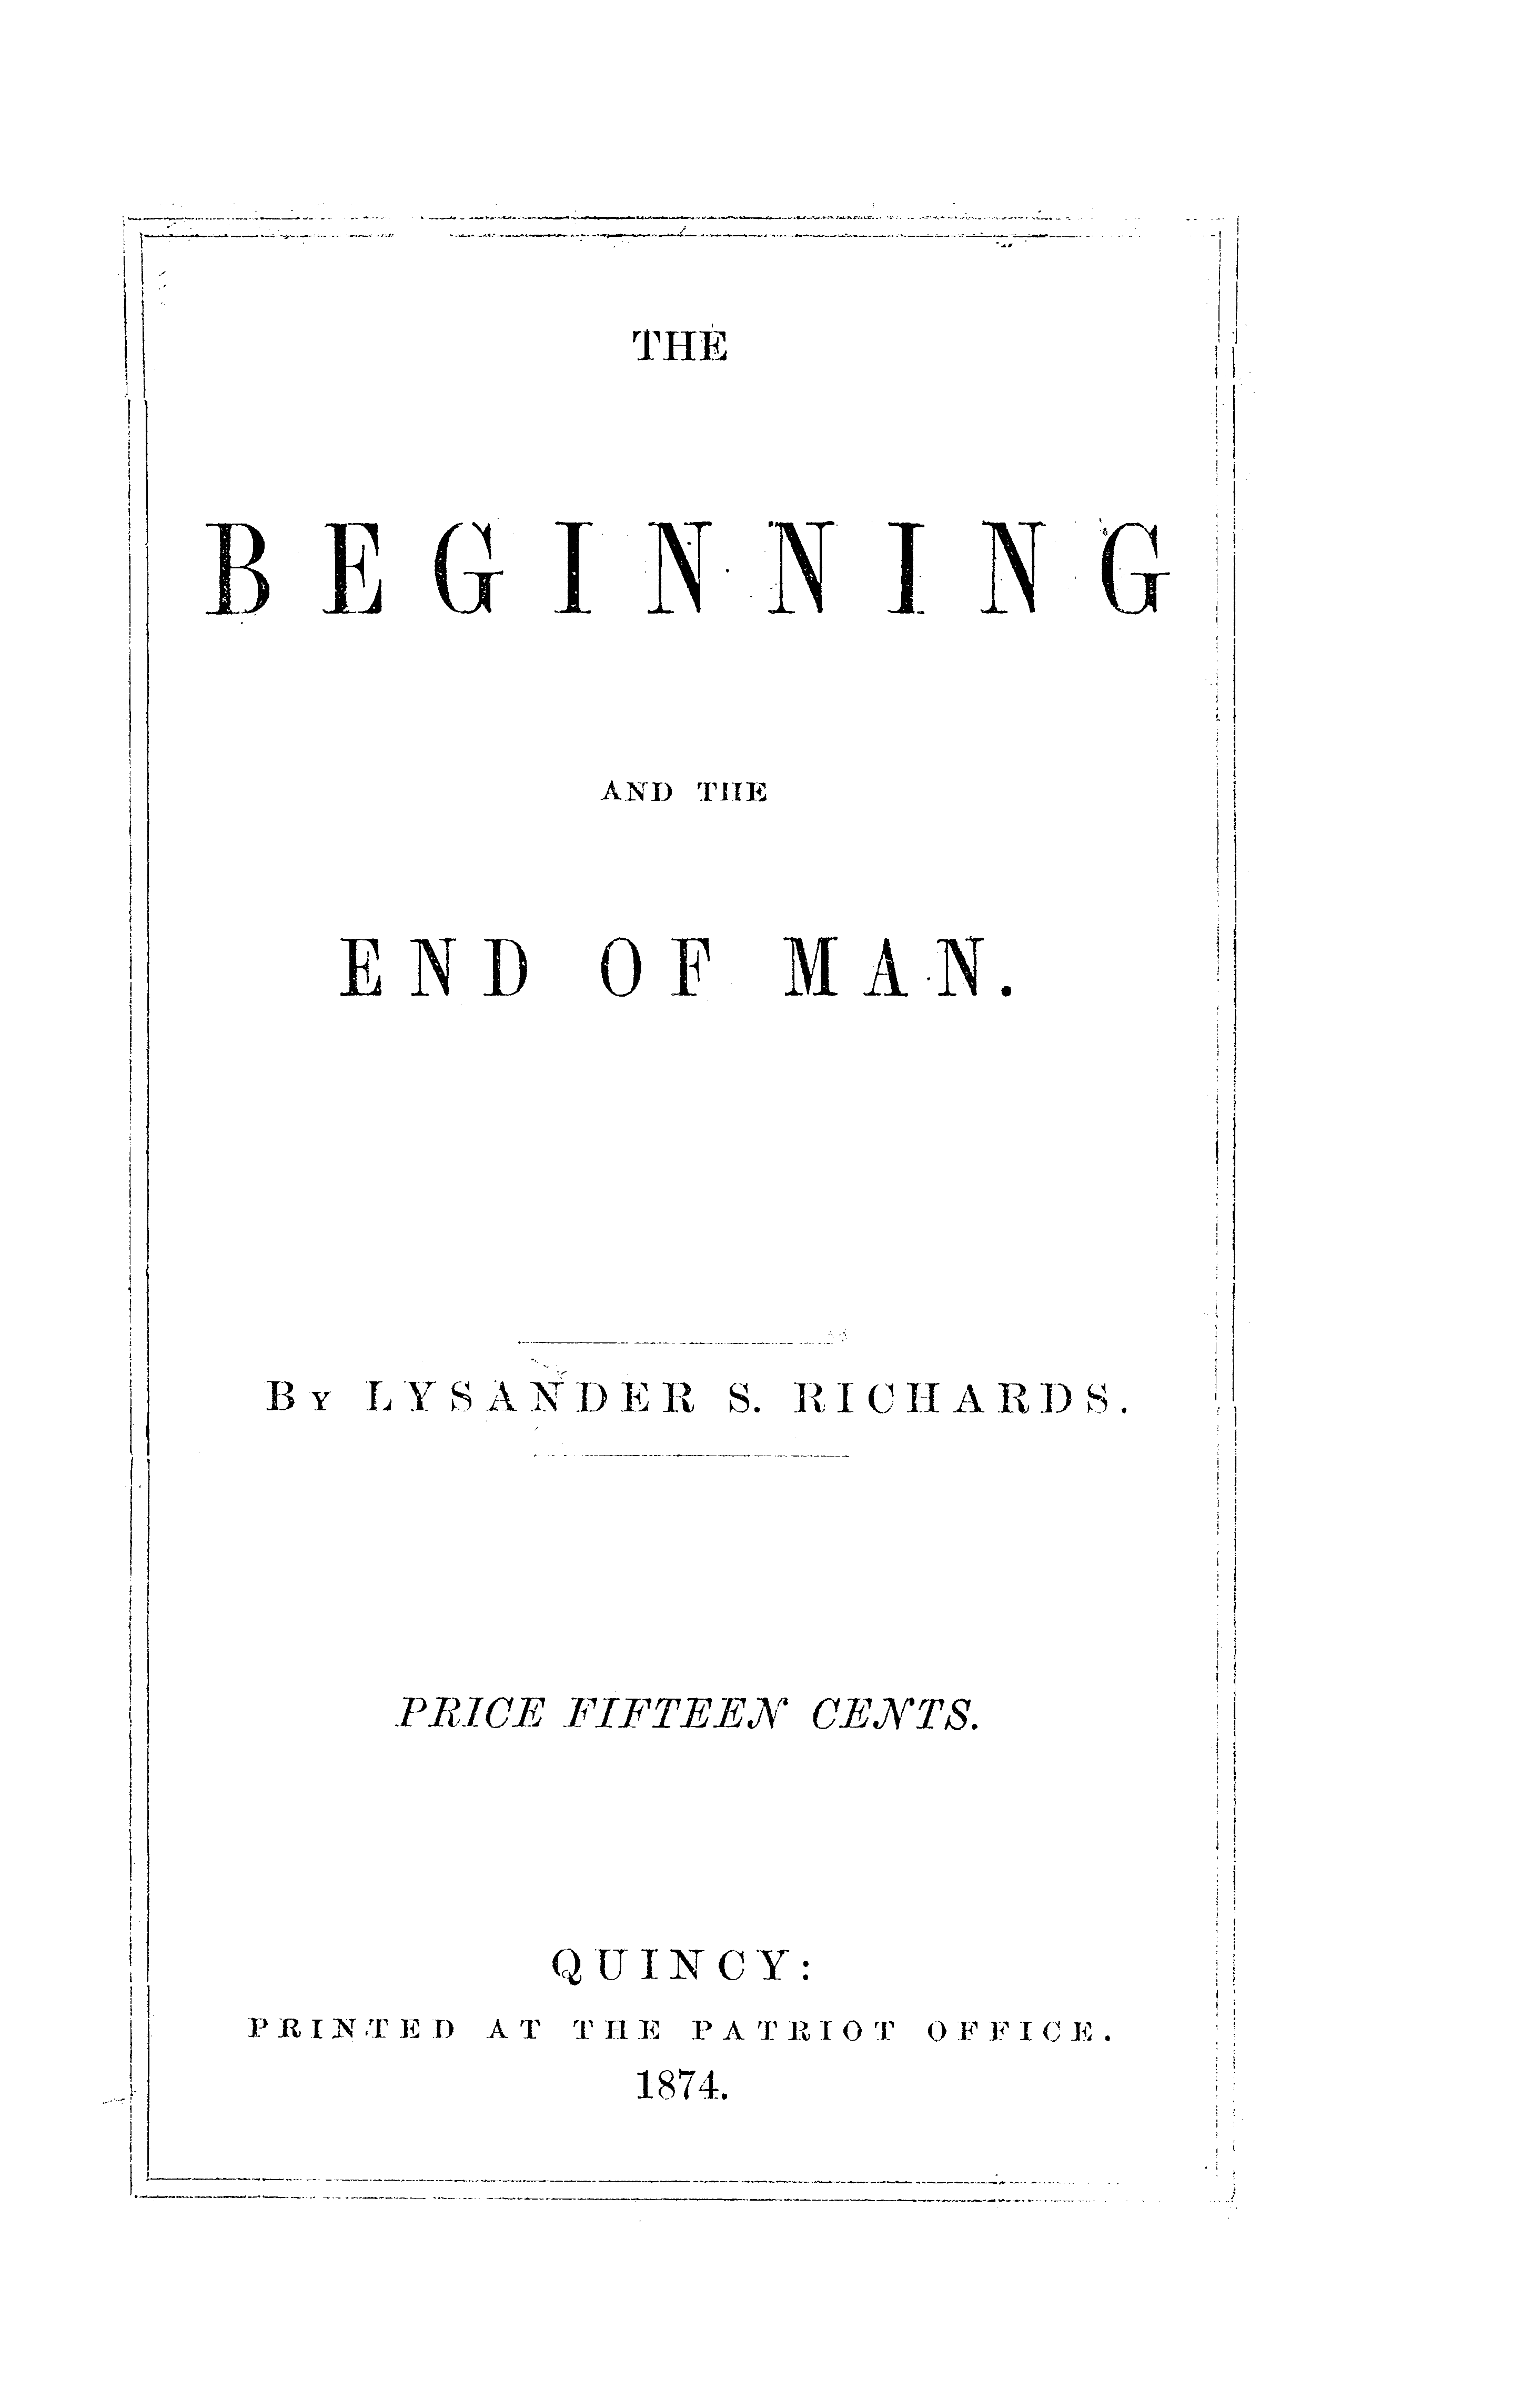 THE
BEGINNING
AND THE
END OF MAN.
BY LYSANDER S. RICHARDS.
PRICE FIFTEEN CENTS.
QUINCY:
PRINTED AT THE PATRIOT OFFICE.
1874.